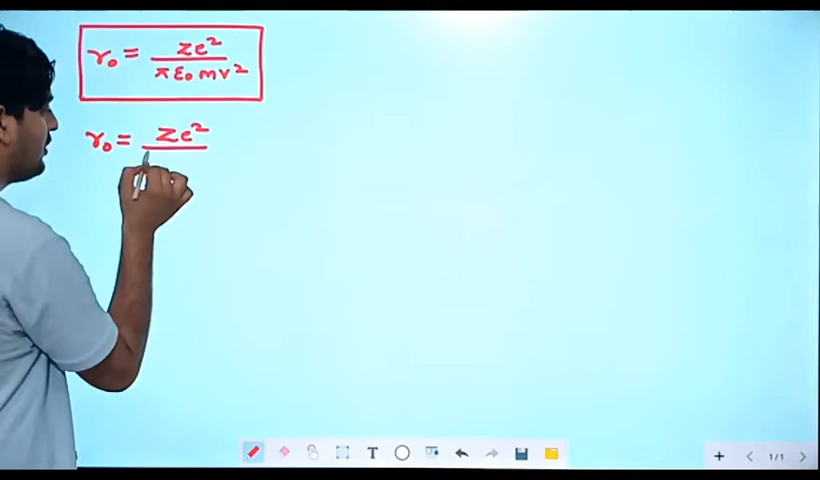 r₀ = ze² / πε₀mv²
r₀ = Ze²
T
1/1